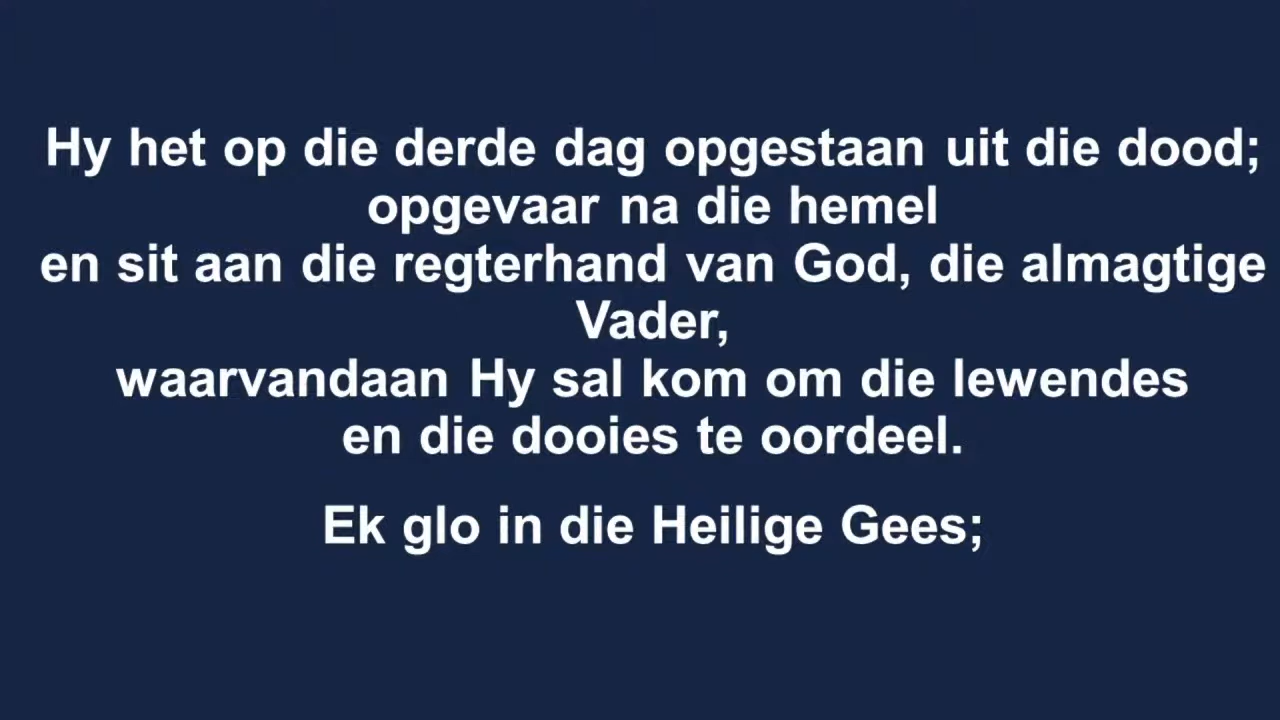 Hy het op die derde dag opgestaan uit die dood;
opgevaar na die hemel
en sit aan die regterhand van God, die almagtige
Vader,
waarvandaan Hy sal kom om die lewendes
en die dooies te oordeel.
Ek glo in die Heilige Gees;